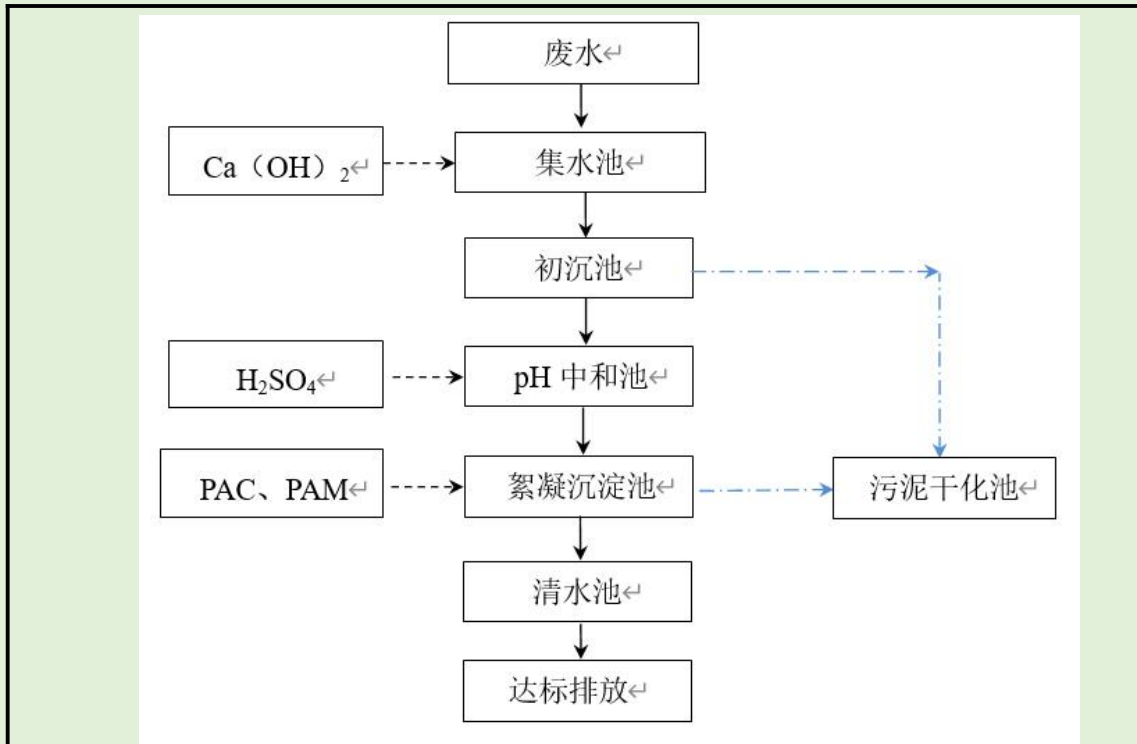 废水↵
Ca（OH）₂↵
集水池↵
初沉池↵
H₂SO₄↵
pH 中和池↵
PAC、PAM↵
絮凝沉淀池↵
污泥干化池↵
清水池↵
达标排放↵